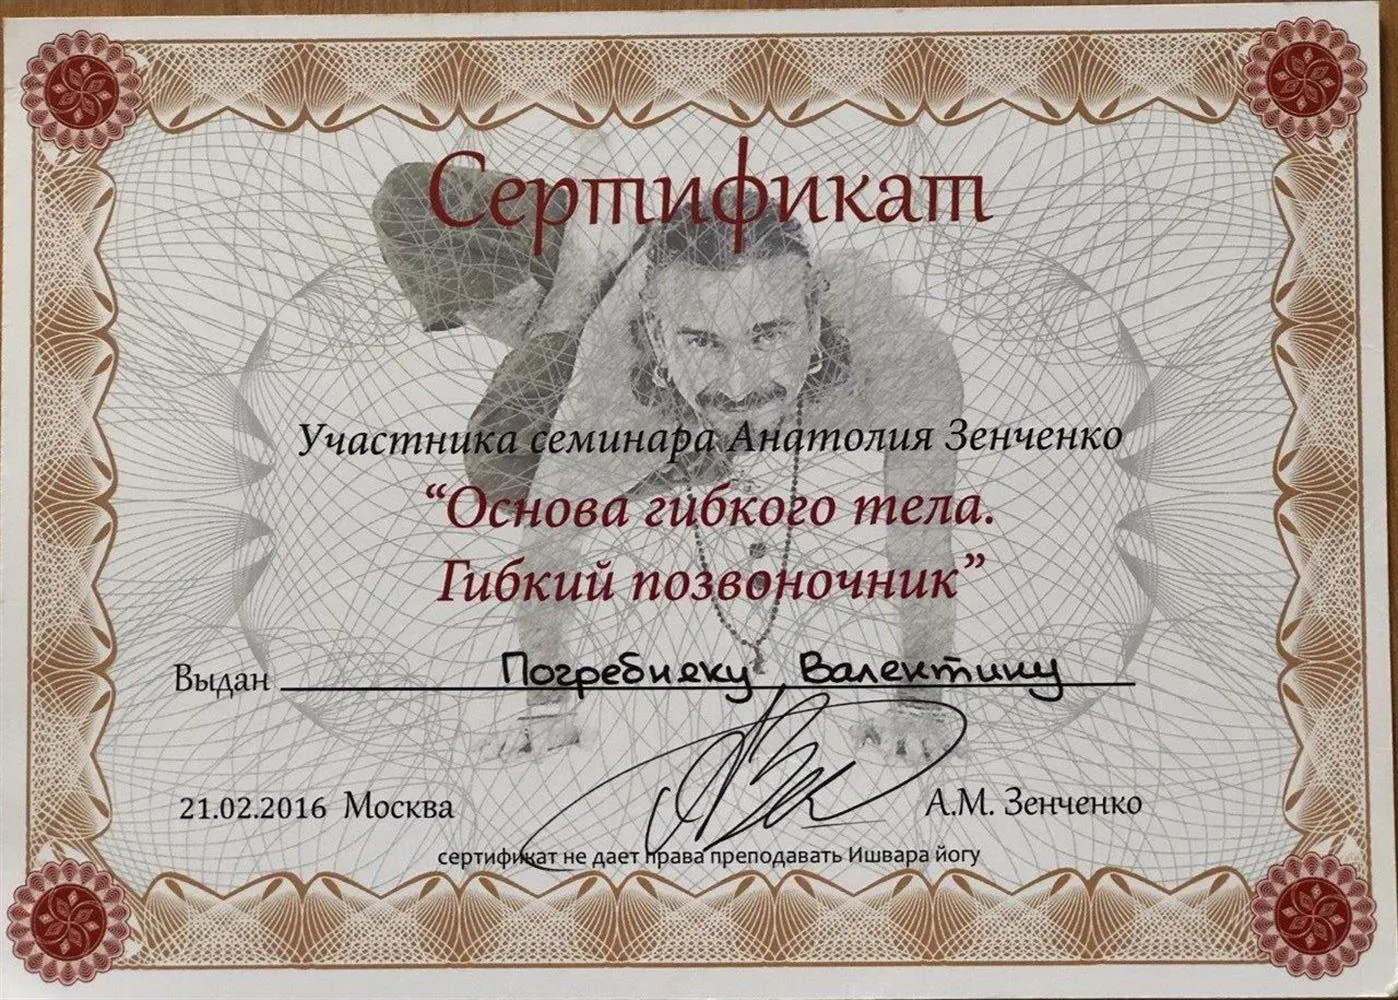 Сертификат
Участника семинара Анатолия Зенченко
“Основа гибкого тела.
Гибкий позвоночник”
Выдан Погребняку Валентину
21.02.2016 Москва А.М. Зенченко
сертификат не дает права преподавать Ишвара йогу